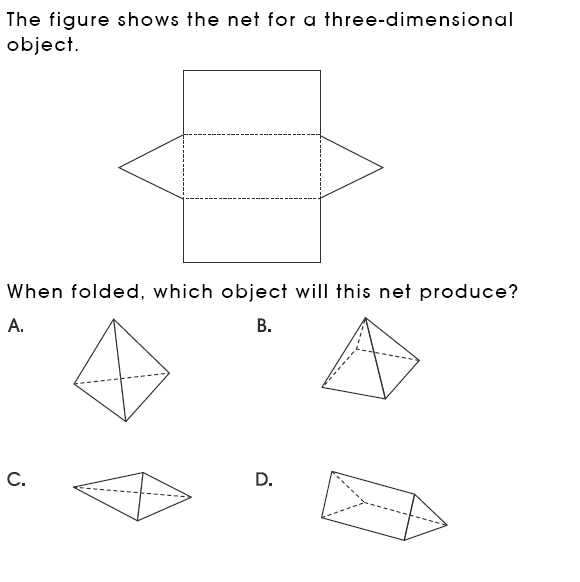 The figure shows the net for a three-dimensional
object.
When folded, which object will this net produce?
A.
B.
C.
D.